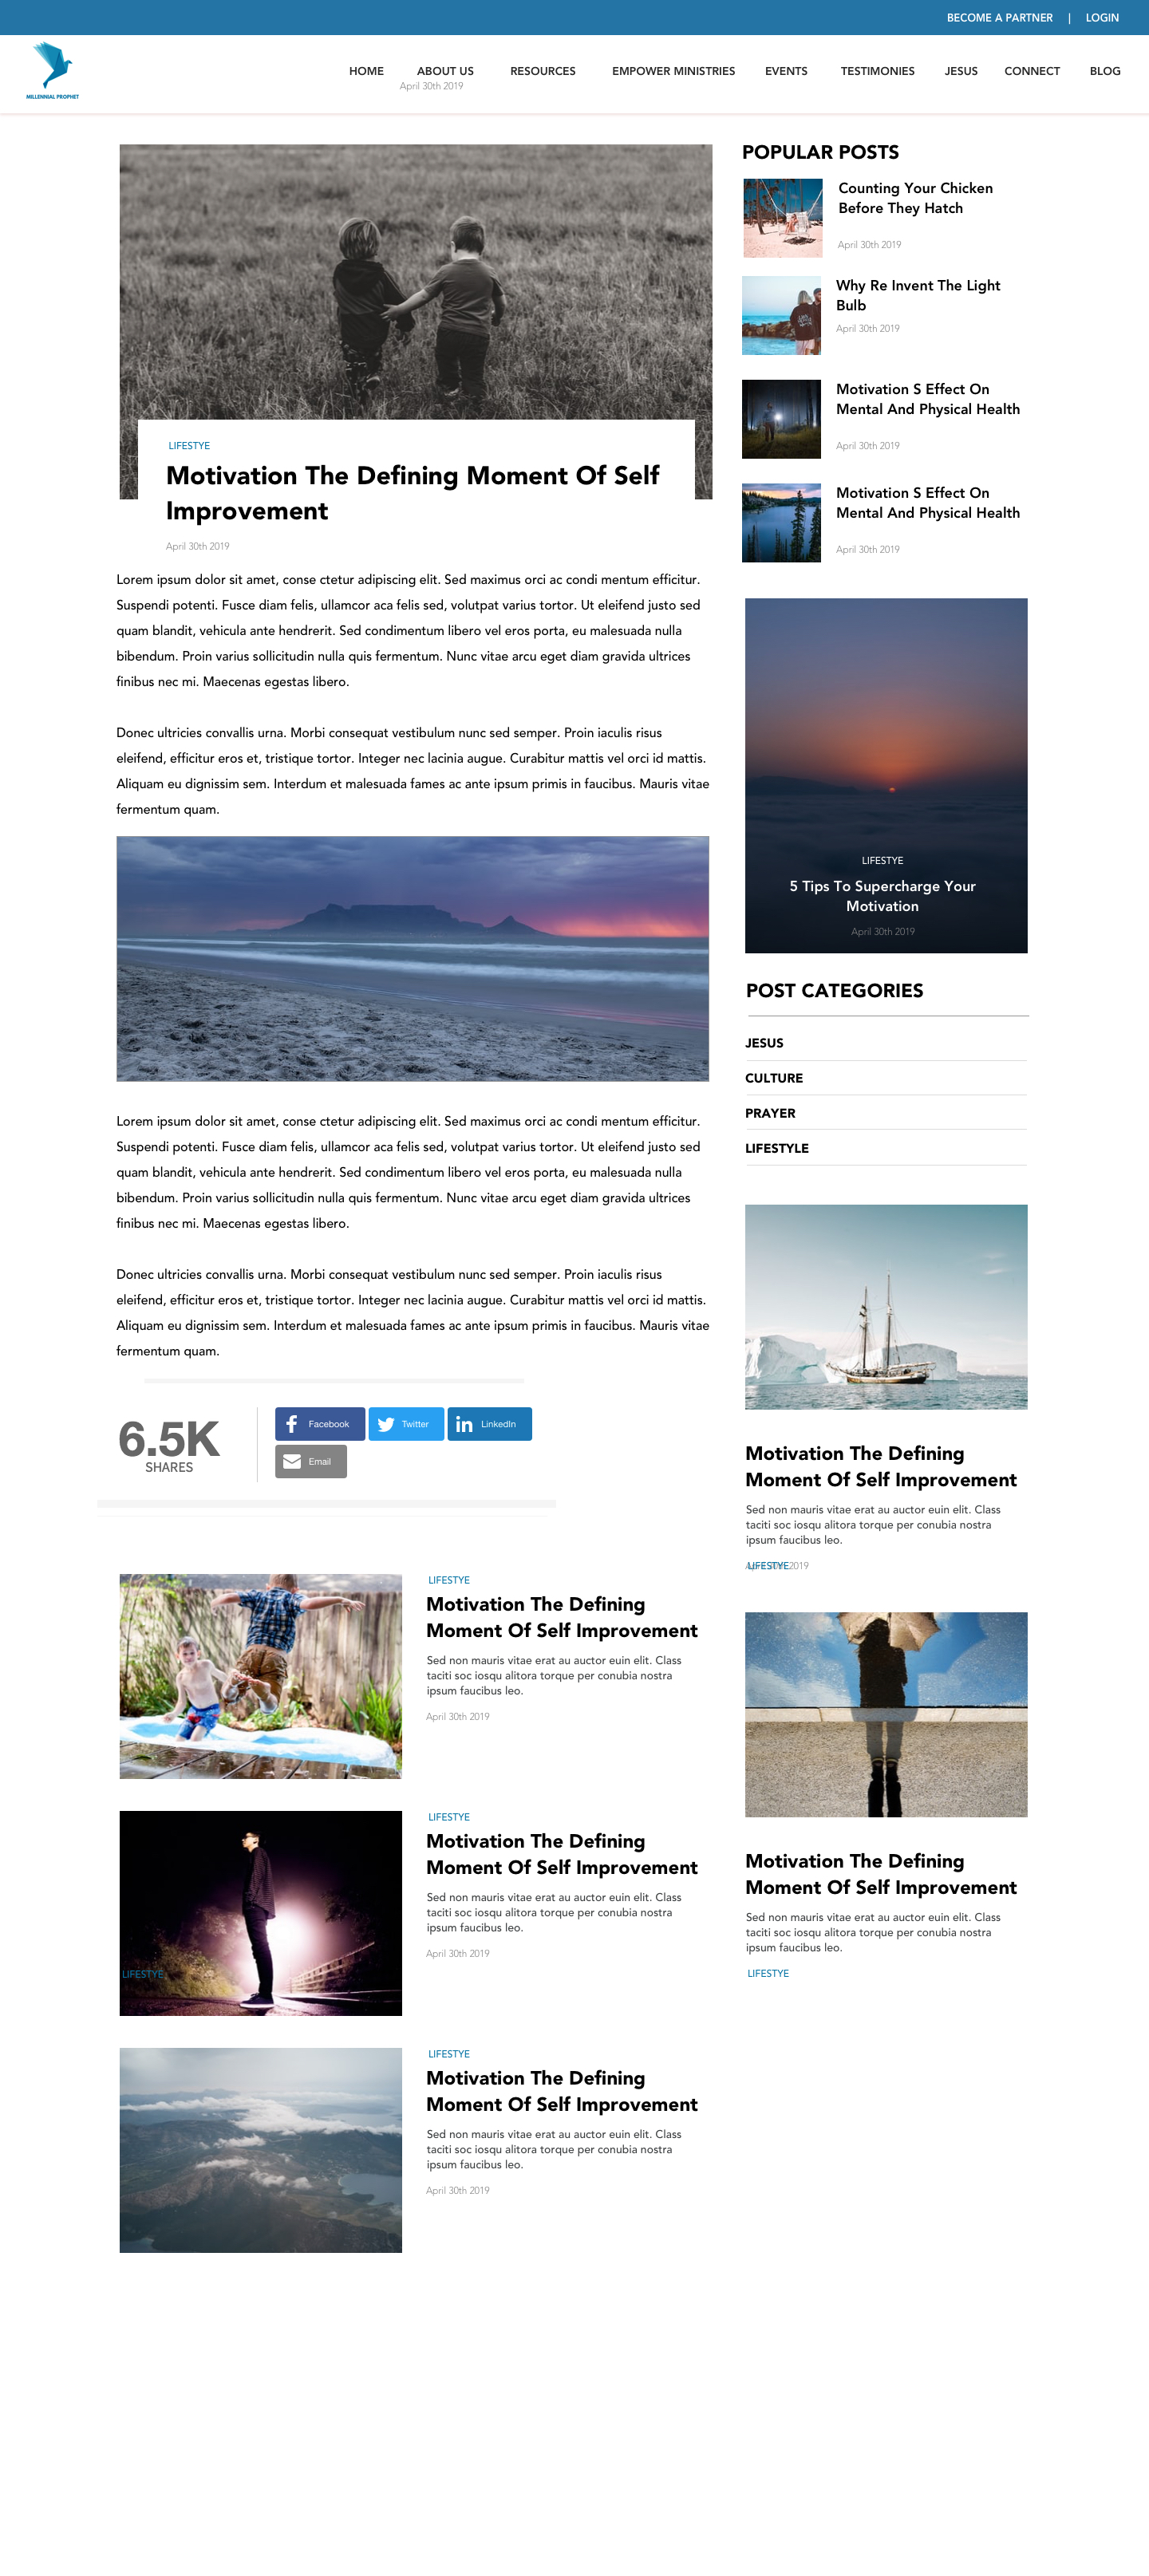 BECOME A PARTNER | LOGIN
MILLENNIAL PROPHET
HOME ABOUT US RESOURCES EMPOWER MINISTRIES EVENTS TESTIMONIES JESUS CONNECT BLOG
April 30th 2019
LIFESTYE
Motivation The Defining Moment Of Self
Improvement
April 30th 2019
Lorem ipsum dolor sit amet, conse ctetur adipiscing elit. Sed maximus orci ac condi mentum efficitur.
Suspendi potenti. Fusce diam felis, ullamcor aca felis sed, volutpat varius tortor. Ut eleifend justo sed
quam blandit, vehicula ante hendrerit. Sed condimentum libero vel eros porta, eu malesuada nulla
bibendum. Proin varius sollicitudin nulla quis fermentum. Nunc vitae arcu eget diam gravida ultrices
finibus nec mi. Maecenas egestas libero.
Donec ultricies convallis urna. Morbi consequat vestibulum nunc sed semper. Proin iaculis risus
eleifend, efficitur eros et, tristique tortor. Integer nec lacinia augue. Curabitur mattis vel orci id mattis.
Aliquam eu dignissim sem. Interdum et malesuada fames ac ante ipsum primis in faucibus. Mauris vitae
fermentum quam.
Lorem ipsum dolor sit amet, conse ctetur adipiscing elit. Sed maximus orci ac condi mentum efficitur.
Suspendi potenti. Fusce diam felis, ullamcor aca felis sed, volutpat varius tortor. Ut eleifend justo sed
quam blandit, vehicula ante hendrerit. Sed condimentum libero vel eros porta, eu malesuada nulla
bibendum. Proin varius sollicitudin nulla quis fermentum. Nunc vitae arcu eget diam gravida ultrices
finibus nec mi. Maecenas egestas libero.
Donec ultricies convallis urna. Morbi consequat vestibulum nunc sed semper. Proin iaculis risus
eleifend, efficitur eros et, tristique tortor. Integer nec lacinia augue. Curabitur mattis vel orci id mattis.
Aliquam eu dignissim sem. Interdum et malesuada fames ac ante ipsum primis in faucibus. Mauris vitae
fermentum quam.
6.5K
SHARES
Facebook Twitter LinkedIn
Email
LIFESTYE
Motivation The Defining
Moment Of Self Improvement
Sed non mauris vitae erat au auctor euin elit. Class
taciti soc iosqu alitora torque per conubia nostra
ipsum faucibus leo.
April 30th 2019
LIFESTYE
Motivation The Defining
Moment Of Self Improvement
Sed non mauris vitae erat au auctor euin elit. Class
taciti soc iosqu alitora torque per conubia nostra
ipsum faucibus leo.
April 30th 2019
LIFESTYE
LIFESTYE
Motivation The Defining
Moment Of Self Improvement
Sed non mauris vitae erat au auctor euin elit. Class
taciti soc iosqu alitora torque per conubia nostra
ipsum faucibus leo.
April 30th 2019
POPULAR POSTS
Counting Your Chicken
Before They Hatch
April 30th 2019
Why Re Invent The Light
Bulb
April 30th 2019
Motivation S Effect On
Mental And Physical Health
April 30th 2019
Motivation S Effect On
Mental And Physical Health
April 30th 2019
LIFESTYE
5 Tips To Supercharge Your
Motivation
April 30th 2019
POST CATEGORIES
JESUS
CULTURE
PRAYER
LIFESTYLE
Motivation The Defining
Moment Of Self Improvement
Sed non mauris vitae erat au auctor euin elit. Class
taciti soc iosqu alitora torque per conubia nostra
ipsum faucibus leo.
LIFESTYE
April 30th 2019
Motivation The Defining
Moment Of Self Improvement
Sed non mauris vitae erat au auctor euin elit. Class
taciti soc iosqu alitora torque per conubia nostra
ipsum faucibus leo.
LIFESTYE